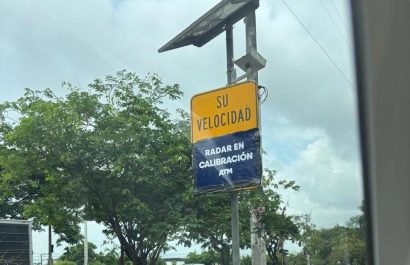 SU
VELOCIDAD
RADAR EN
CALIBRACIÓN
ATM